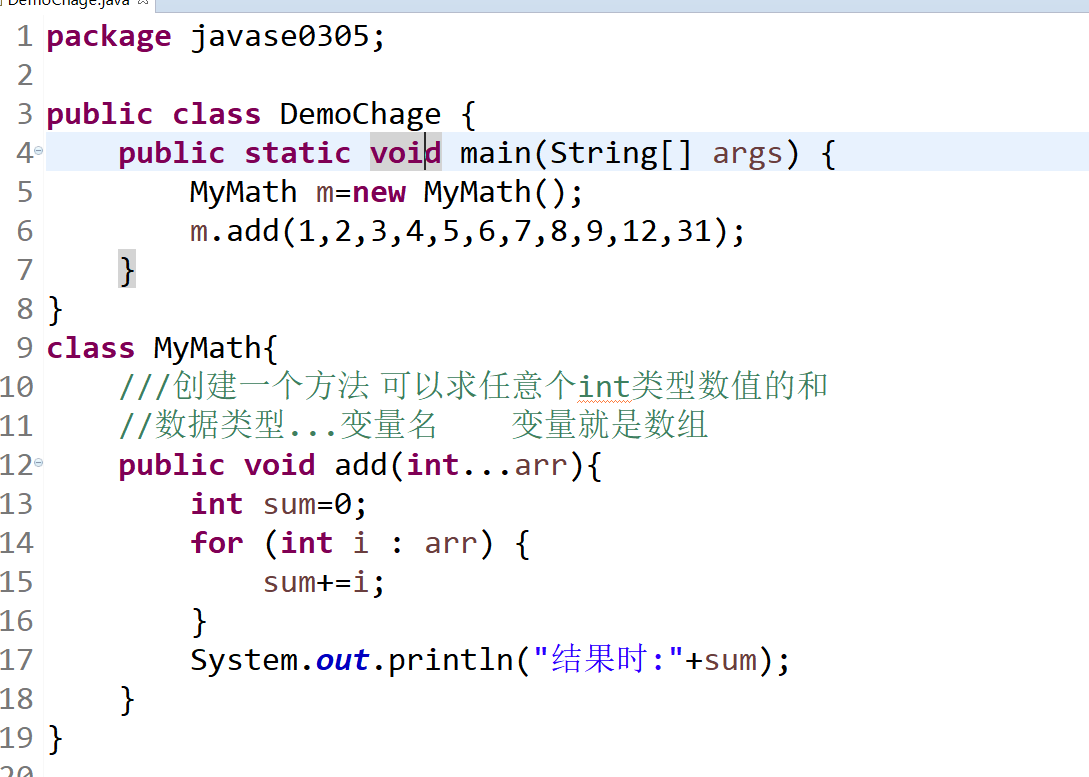 DemoChage.java
1 package javase0305;
2
3 public class DemoChage {
4 public static void main(String[] args) {
5 MyMath m=new MyMath();
6 m.add(1,2,3,4,5,6,7,8,9,12,31);
7 }
8 }
9 class MyMath{
10 ///创建一个方法 可以求任意个int类型数值的和
11 //数据类型...变量名 变量就是数组
12 public void add(int...arr){
13 int sum=0;
14 for (int i : arr) {
15 sum+=i;
16 }
17 System.out.println("结果时:"+sum);
18 }
19 }
20